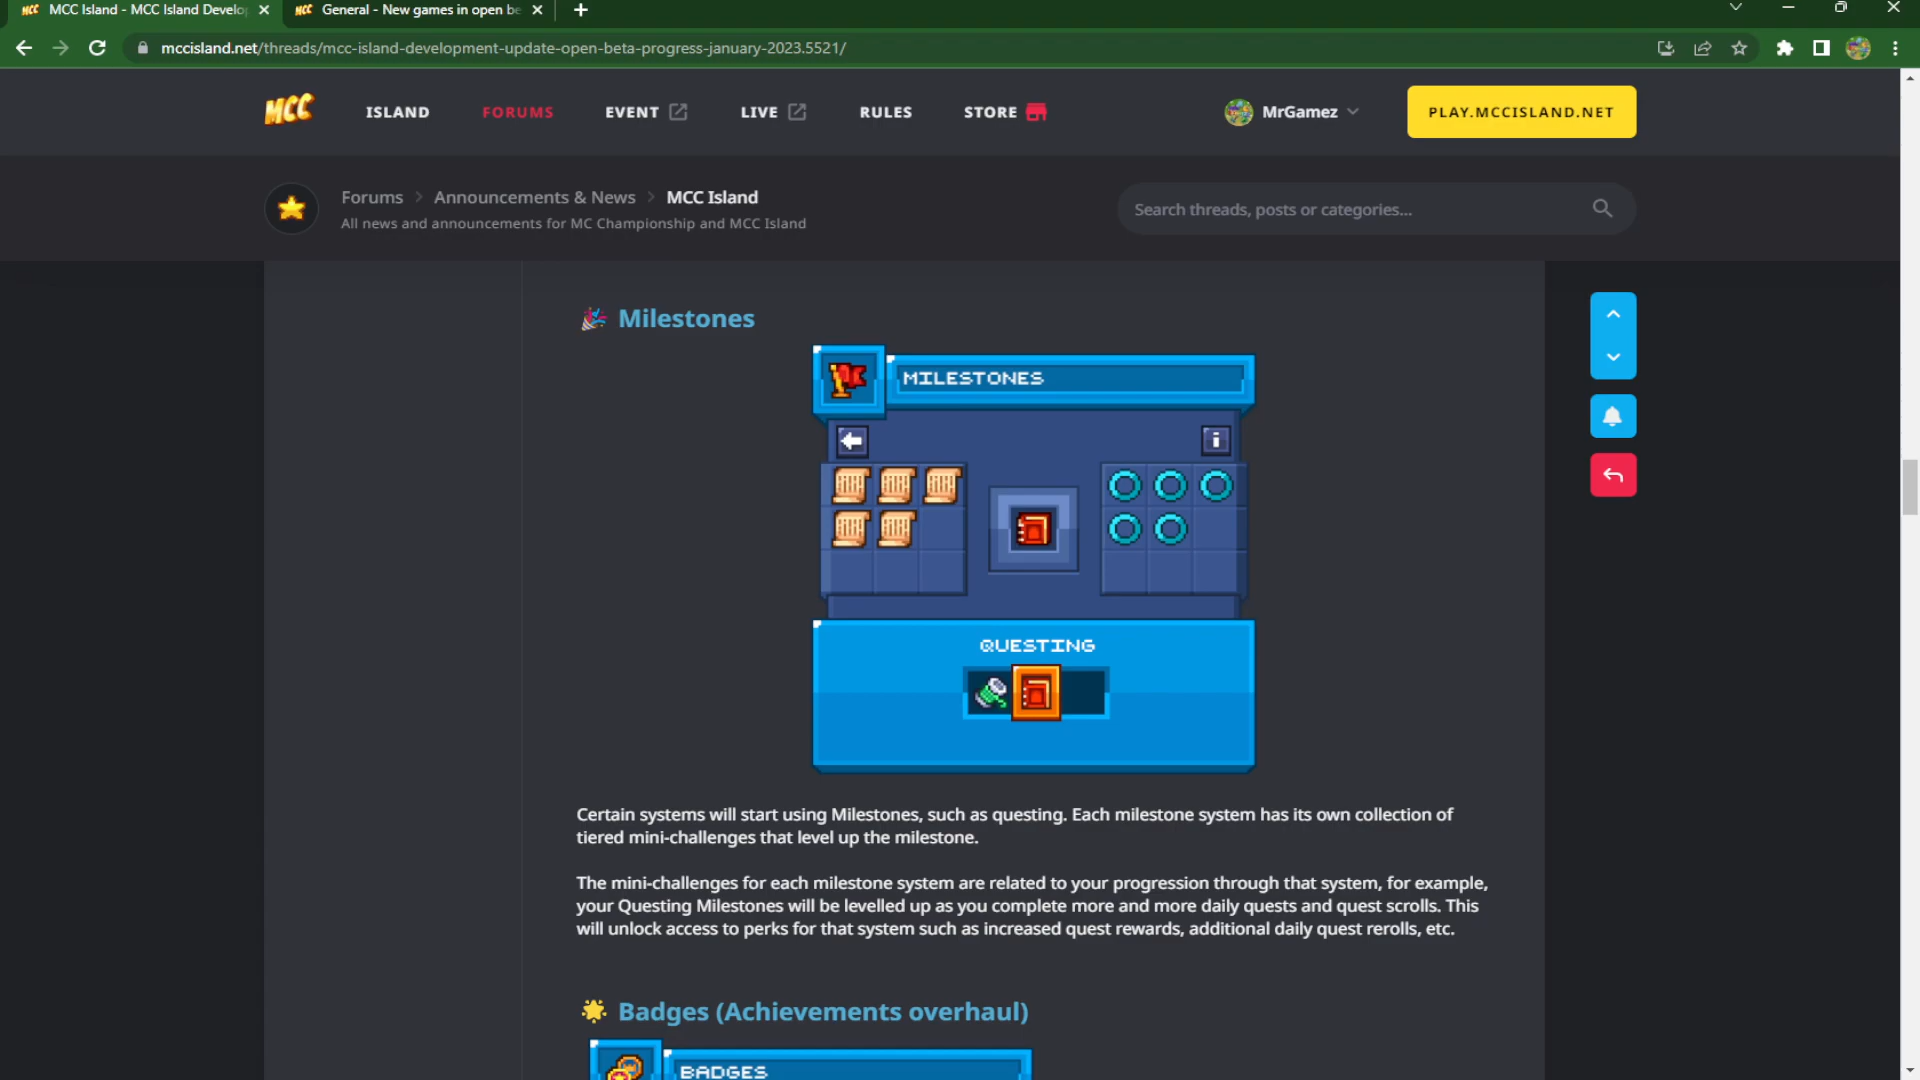 MCC Island - MCC Island Develo
General - New games in open be
mccisland.net/threads/mcc-island-development-update-open-beta-progress-january-2023.5521/
MCC
ISLAND
FORUMS
EVENT
LIVE
RULES
STORE
MrGamez
PLAY.MCCISLAND.NET
Forums > Announcements & News > MCC Island
All news and announcements for MC Championship and MCC Island
Search threads, posts or categories...
Milestones
MILESTONES
i
QUESTING
Certain systems will start using Milestones, such as questing. Each milestone system has its own collection of
tiered mini-challenges that level up the milestone.
The mini-challenges for each milestone system are related to your progression through that system, for example,
your Questing Milestones will be levelled up as you complete more and more daily quests and quest scrolls. This
will unlock access to perks for that system such as increased quest rewards, additional daily quest rerolls, etc.
Badges (Achievements overhaul)
BADGES